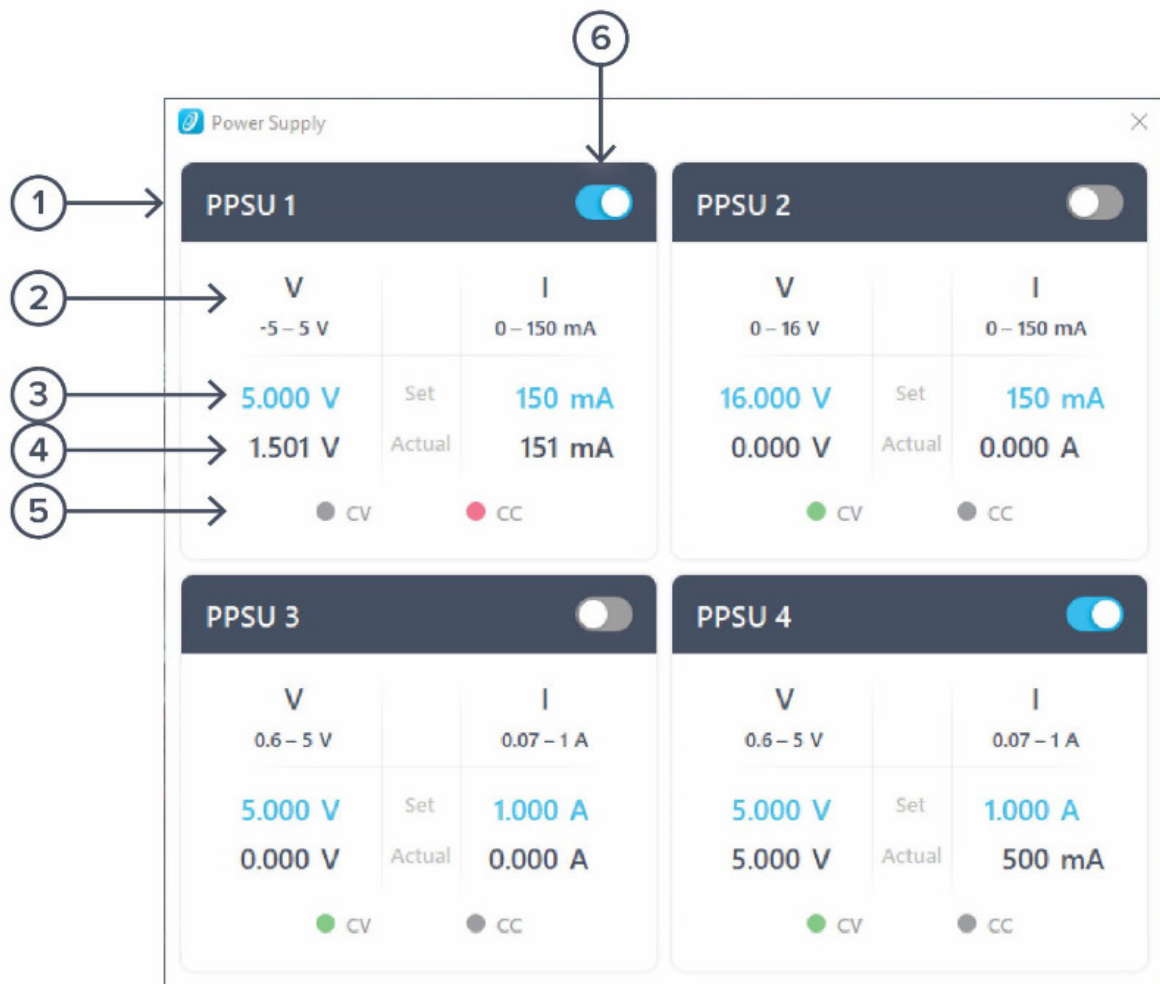 6
Power Supply
1
PPSU 1
PPSU 2
2
V I
-5 – 5 V 0 – 150 mA
V I
0 – 16 V 0 – 150 mA
3
5.000 V Set 150 mA
16.000 V Set 150 mA
4
1.501 V Actual 151 mA
0.000 V Actual 0.000 A
5
CV CC
CV CC
PPSU 3
PPSU 4
V I
0.6 – 5 V 0.07 – 1 A
V I
0.6 – 5 V 0.07 – 1 A
5.000 V Set 1.000 A
5.000 V Set 1.000 A
0.000 V Actual 0.000 A
5.000 V Actual 500 mA
CV CC
CV CC